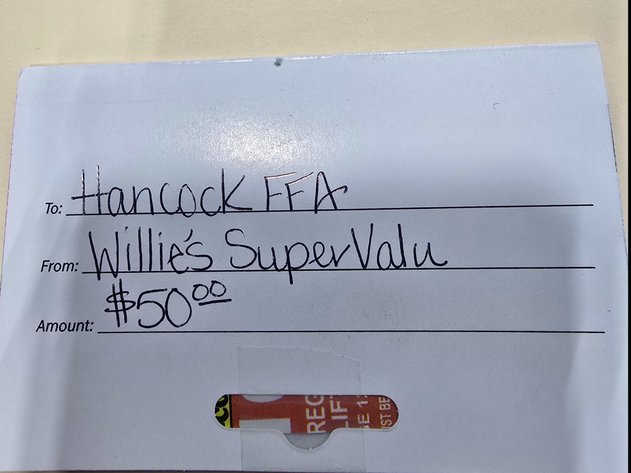 To: Hancock FFA
From: Willie's SuperValu
Amount: $50.00